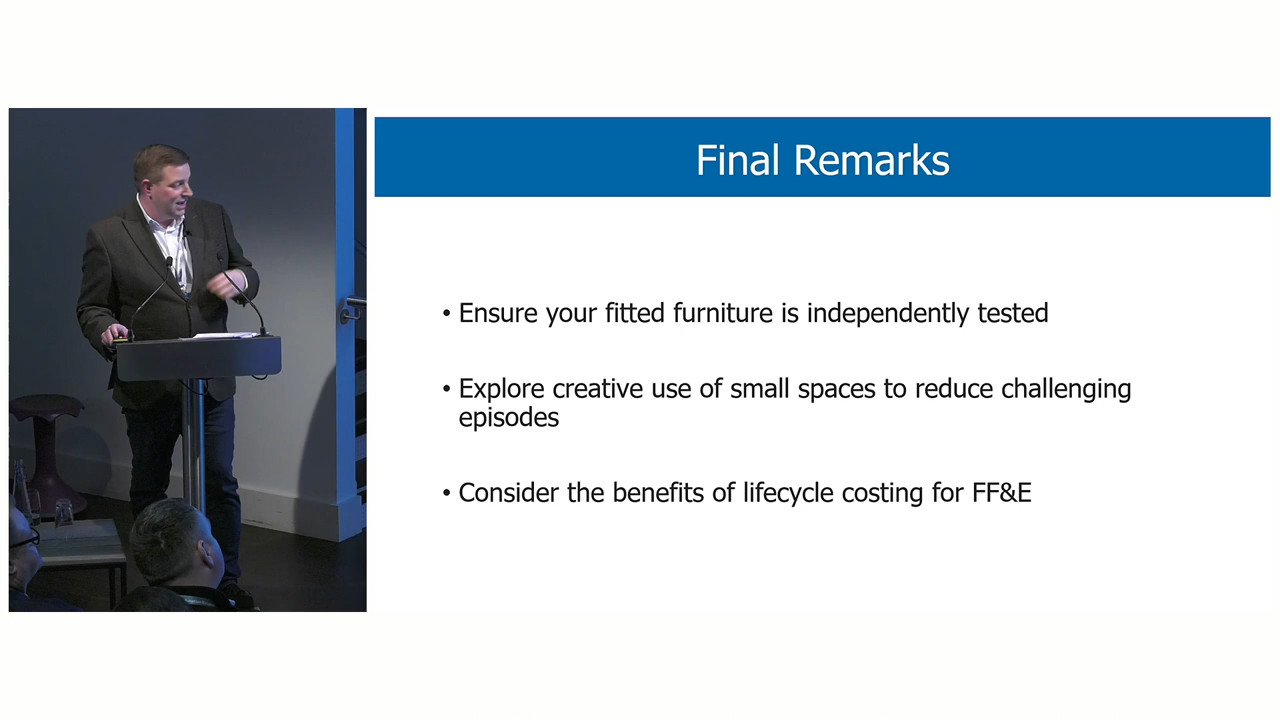 Final Remarks
• Ensure your fitted furniture is independently tested
• Explore creative use of small spaces to reduce challenging
episodes
• Consider the benefits of lifecycle costing for FF&E